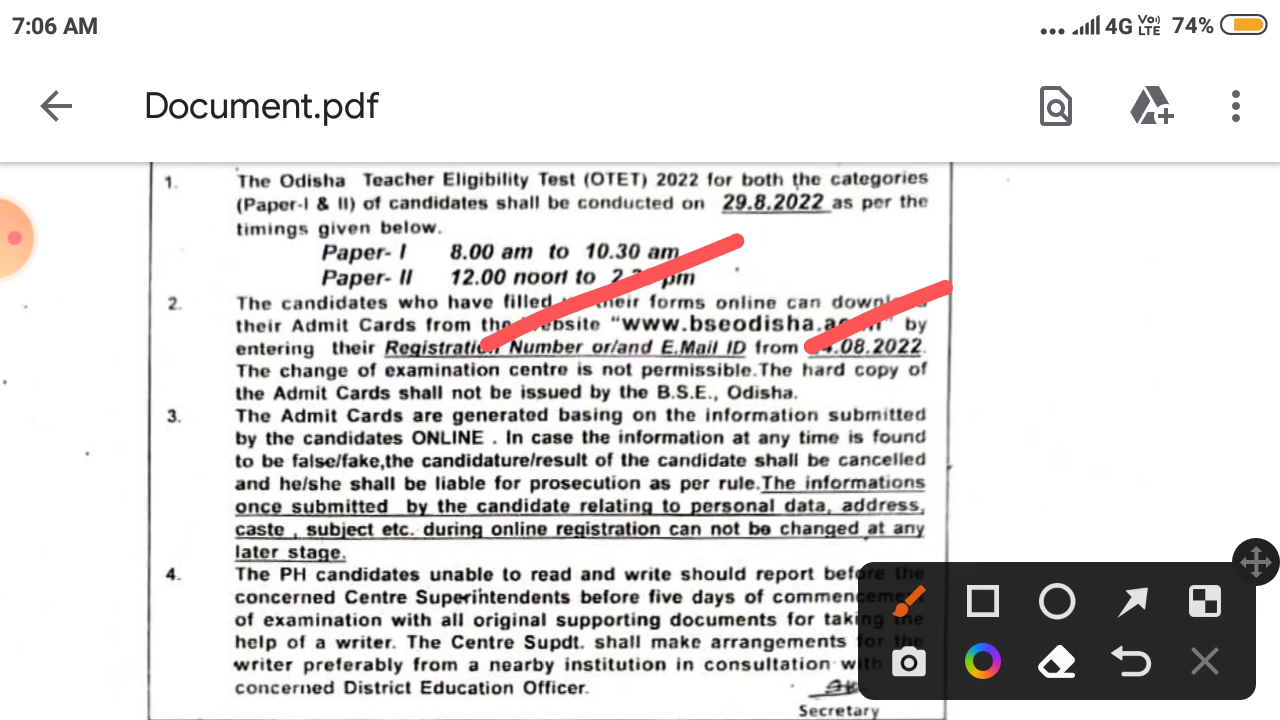 7:06 AM
4G Vo) LTE 74%
Document.pdf
1. The Odisha Teacher Eligibility Test (OTET) 2022 for both the categories
(Paper-I & II) of candidates shall be conducted on 29.8.2022 as per the
timings given below.
Paper- I 8.00 am to 10.30 am
Paper- II 12.00 noon to pm
2. The candidates who have filled their forms online can download
their Admit Cards from the website "www.bseodisha. by
entering their Registration Number or/and E.Mail ID from .08.2022.
The change of examination centre is not permissible.The hard copy of
the Admit Cards shall not be issued by the B.S.E., Odisha.
3. The Admit Cards are generated basing on the information submitted
by the candidates ONLINE . In case the information at any time is found
to be false/fake,the candidature/result of the candidate shall be cancelled
and he/she shall be liable for prosecution as per rule.The informations
once submitted by the candidate relating to personal data, address,
caste , subject etc. during online registration can not be changed at any
later stage.
4. The PH candidates unable to read and write should report before the
concerned Centre Superintendents before five days of commencement
of examination with all original supporting documents for taking the
help of a writer. The Centre Supdt. shall make arrangements for the
writer preferably from a nearby institution in consultation with
concerned District Education Officer.
Secretary